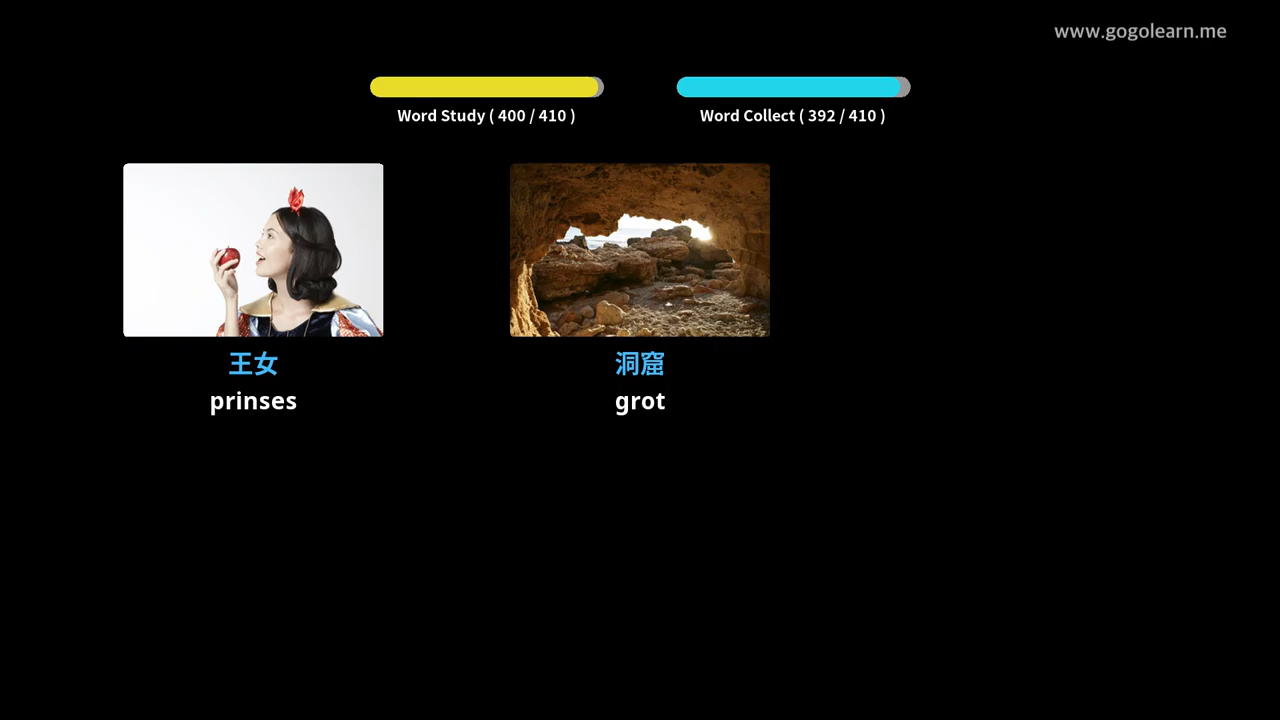 www.gogolearn.me
Word Study ( 400 / 410 )
Word Collect ( 392 / 410 )
王女
prinses
洞窟
grot